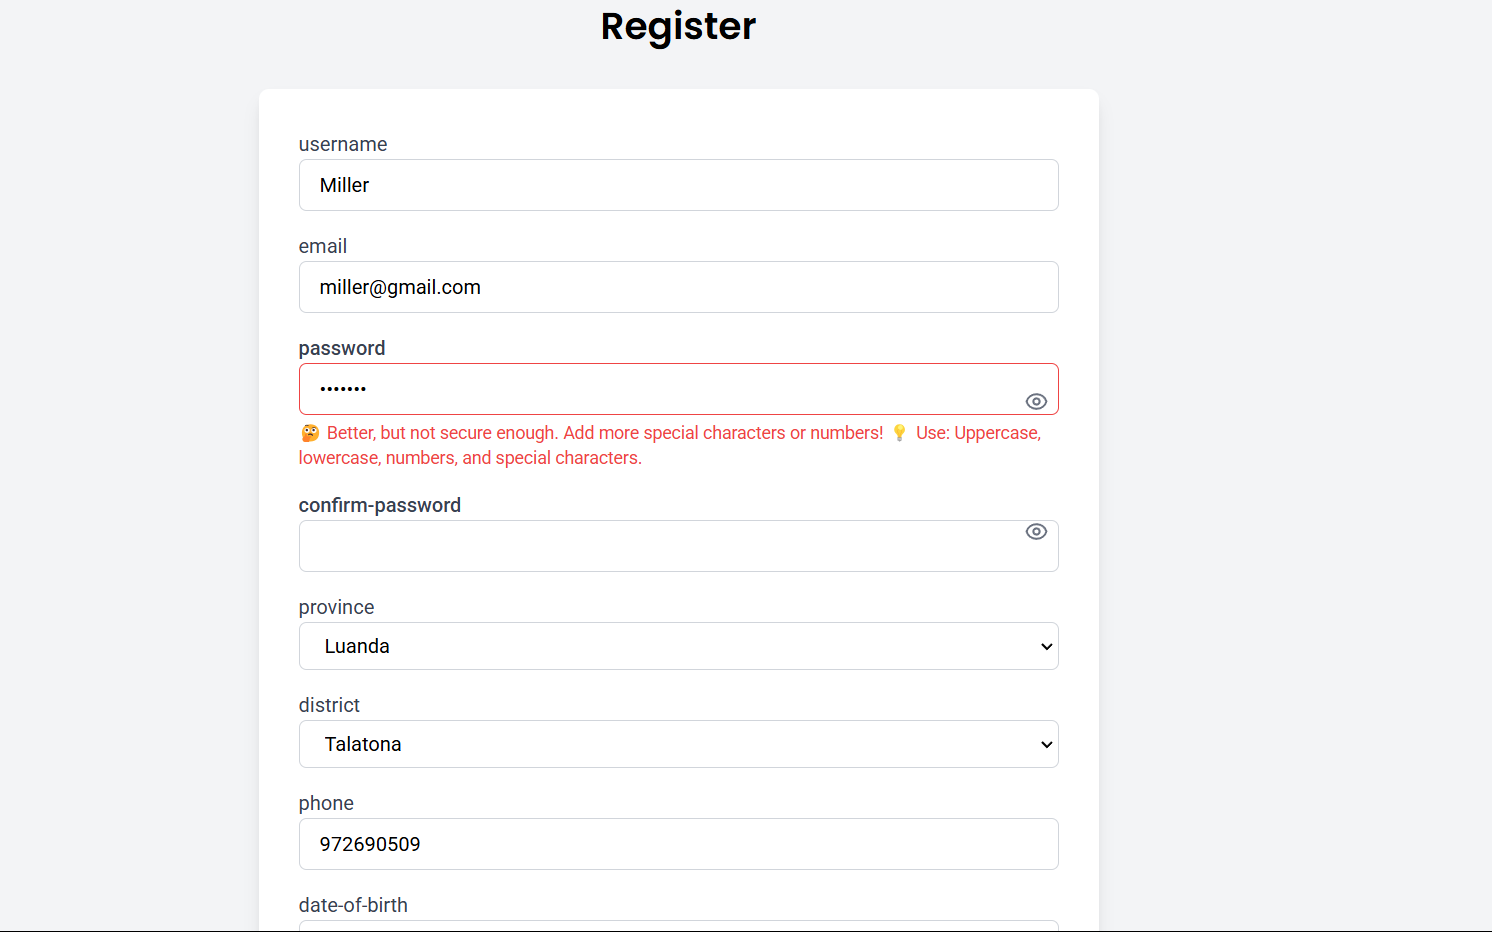 Register
username
Miller
email
miller@gmail.com
password
•••••••
🤔 Better, but not secure enough. Add more special characters or numbers! 💡 Use: Uppercase,
lowercase, numbers, and special characters.
confirm-password
province
Luanda
district
Talatona
phone
972690509
date-of-birth